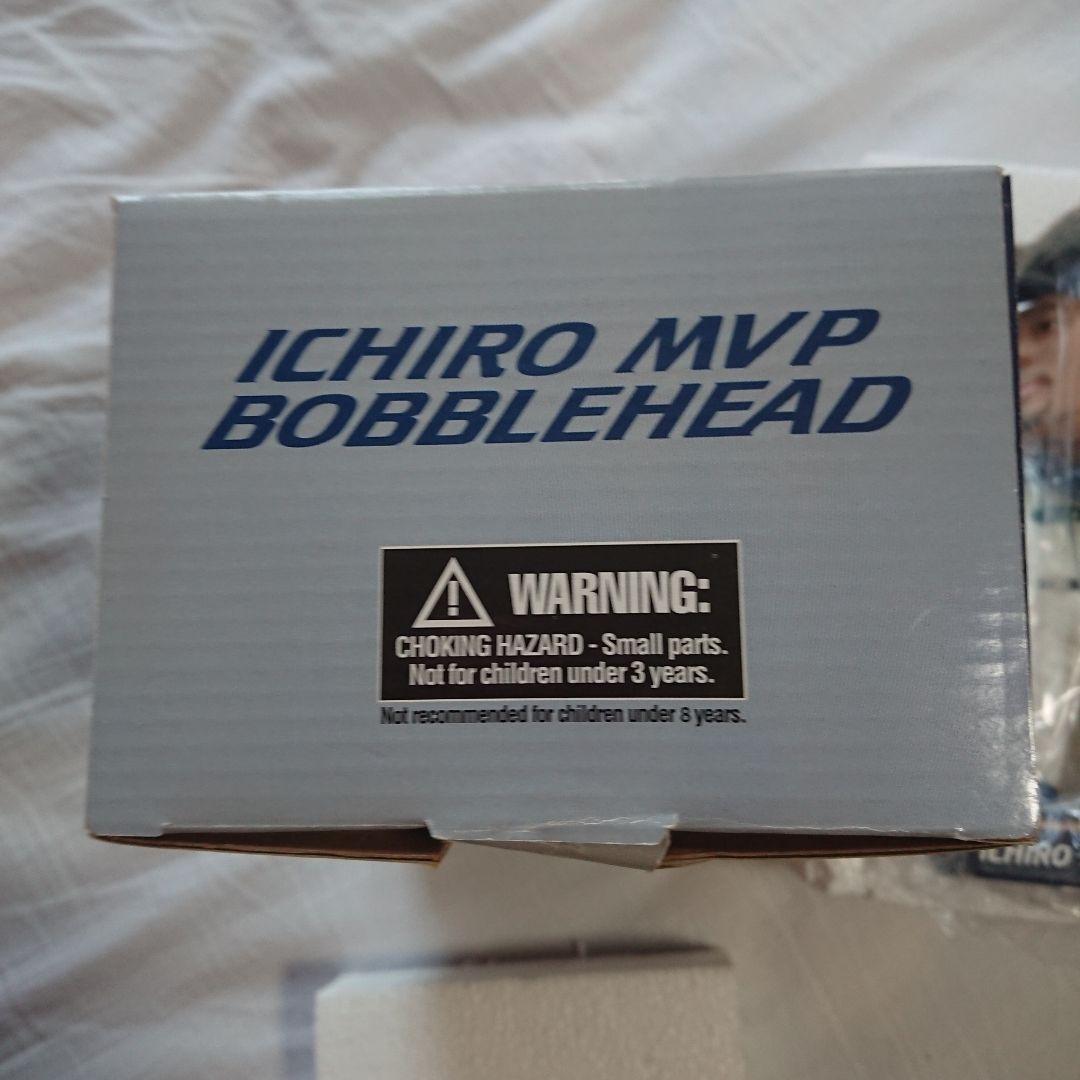 ICHIRO MVP
BOBBLEHEAD
WARNING:
CHOKING HAZARD - Small parts.
Not for children under 3 years.
Not recommended for children under 8 years.
ICHIRO